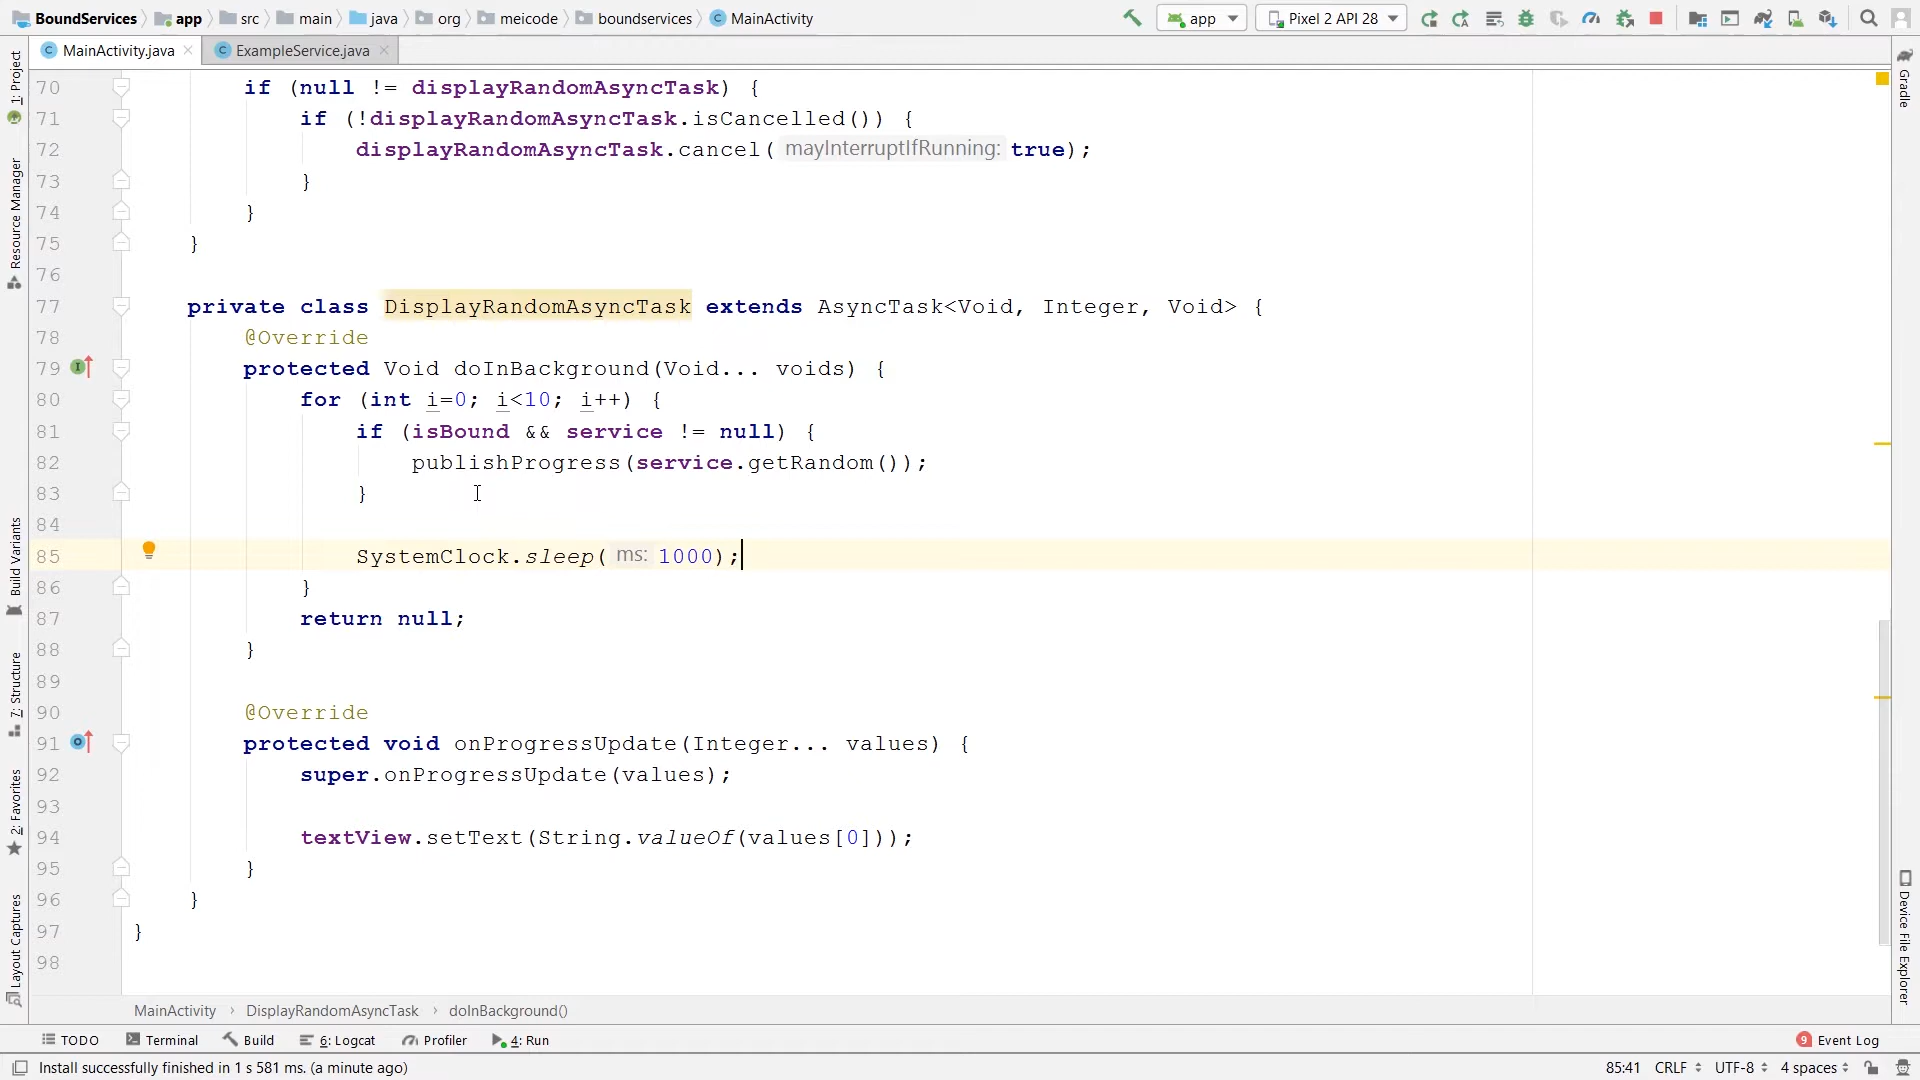 BoundServices app src main java org meicode boundservices MainActivity app Pixel 2 API 28
MainActivity.java ExampleService.java
1: Project
Resource Manager
Build Variants
7: Structure
2: Favorites
Layout Captures
70 if (null != displayRandomAsyncTask) {
71 if (!displayRandomAsyncTask.isCancelled()) {
72 displayRandomAsyncTask.cancel( mayInterruptIfRunning: true);
73 }
74 }
75 }
76
77 private class DisplayRandomAsyncTask extends AsyncTask<Void, Integer, Void> {
78 @Override
79 protected Void doInBackground(Void... voids) {
80 for (int i=0; i<10; i++) {
81 if (isBound && service != null) {
82 publishProgress(service.getRandom());
83 }
84
85 SystemClock.sleep( ms: 1000);
86 }
87 return null;
88 }
89
90 @Override
91 protected void onProgressUpdate(Integer... values) {
92 super.onProgressUpdate(values);
93
94 textView.setText(String.valueOf(values[0]));
95 }
96 }
97 }
98
Gradle
Device File Explorer
MainActivity › DisplayRandomAsyncTask › doInBackground()
TODO Terminal Build 6: Logcat Profiler 4: Run 9 Event Log
Install successfully finished in 1 s 581 ms. (a minute ago) 85:41 CRLF UTF-8 4 spaces